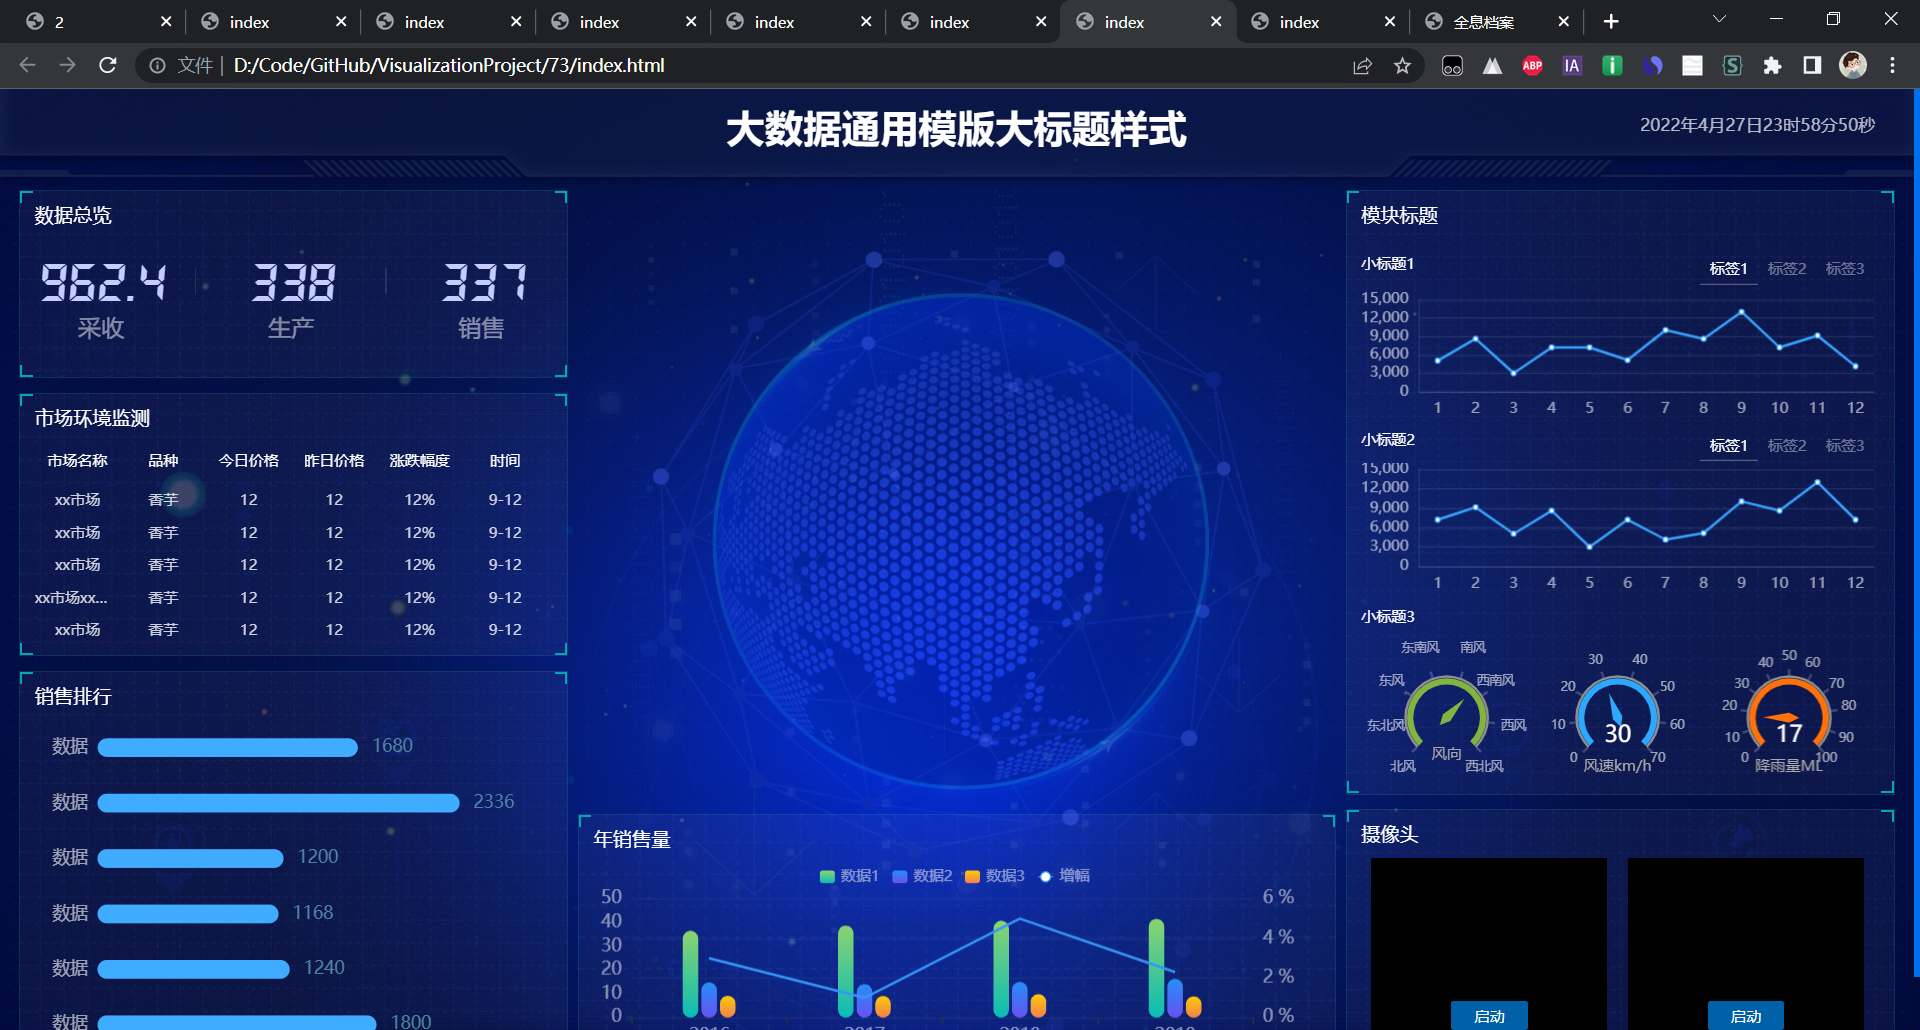 2
index
index
index
index
index
index
index
全息档案
文件 | D:/Code/GitHub/VisualizationProject/73/index.html
ABP
IA
大数据通用模版大标题样式
2022年4月27日23时58分50秒
数据总览
962.4
338
337
采收
生产
销售
市场环境监测
市场名称 品种 今日价格 昨日价格 涨跌幅度 时间
xx市场 香芋 12 12 12% 9-12
xx市场 香芋 12 12 12% 9-12
xx市场 香芋 12 12 12% 9-12
xx市场xx... 香芋 12 12 12% 9-12
xx市场 香芋 12 12 12% 9-12
销售排行
数据 1680
数据 2336
数据 1200
数据 1168
数据 1240
数据 1800
年销售量
数据1 数据2 数据3 增幅
50 6 %
40
30 4 %
20 2 %
10
0 0 %
模块标题
小标题1
标签1 标签2 标签3
15,000
12,000
9,000
6,000
3,000
0
1 2 3 4 5 6 7 8 9 10 11 12
小标题2
标签1 标签2 标签3
15,000
12,000
9,000
6,000
3,000
0
1 2 3 4 5 6 7 8 9 10 11 12
小标题3
东南风 南风
东风 西南风
东北风 西风
风向
北风 西北风
30 40
20 50
10 60
30
0 70
风速km/h
50
40 60
30 70
20 80
10 90
17
0 100
降雨量ML
摄像头
启动
启动